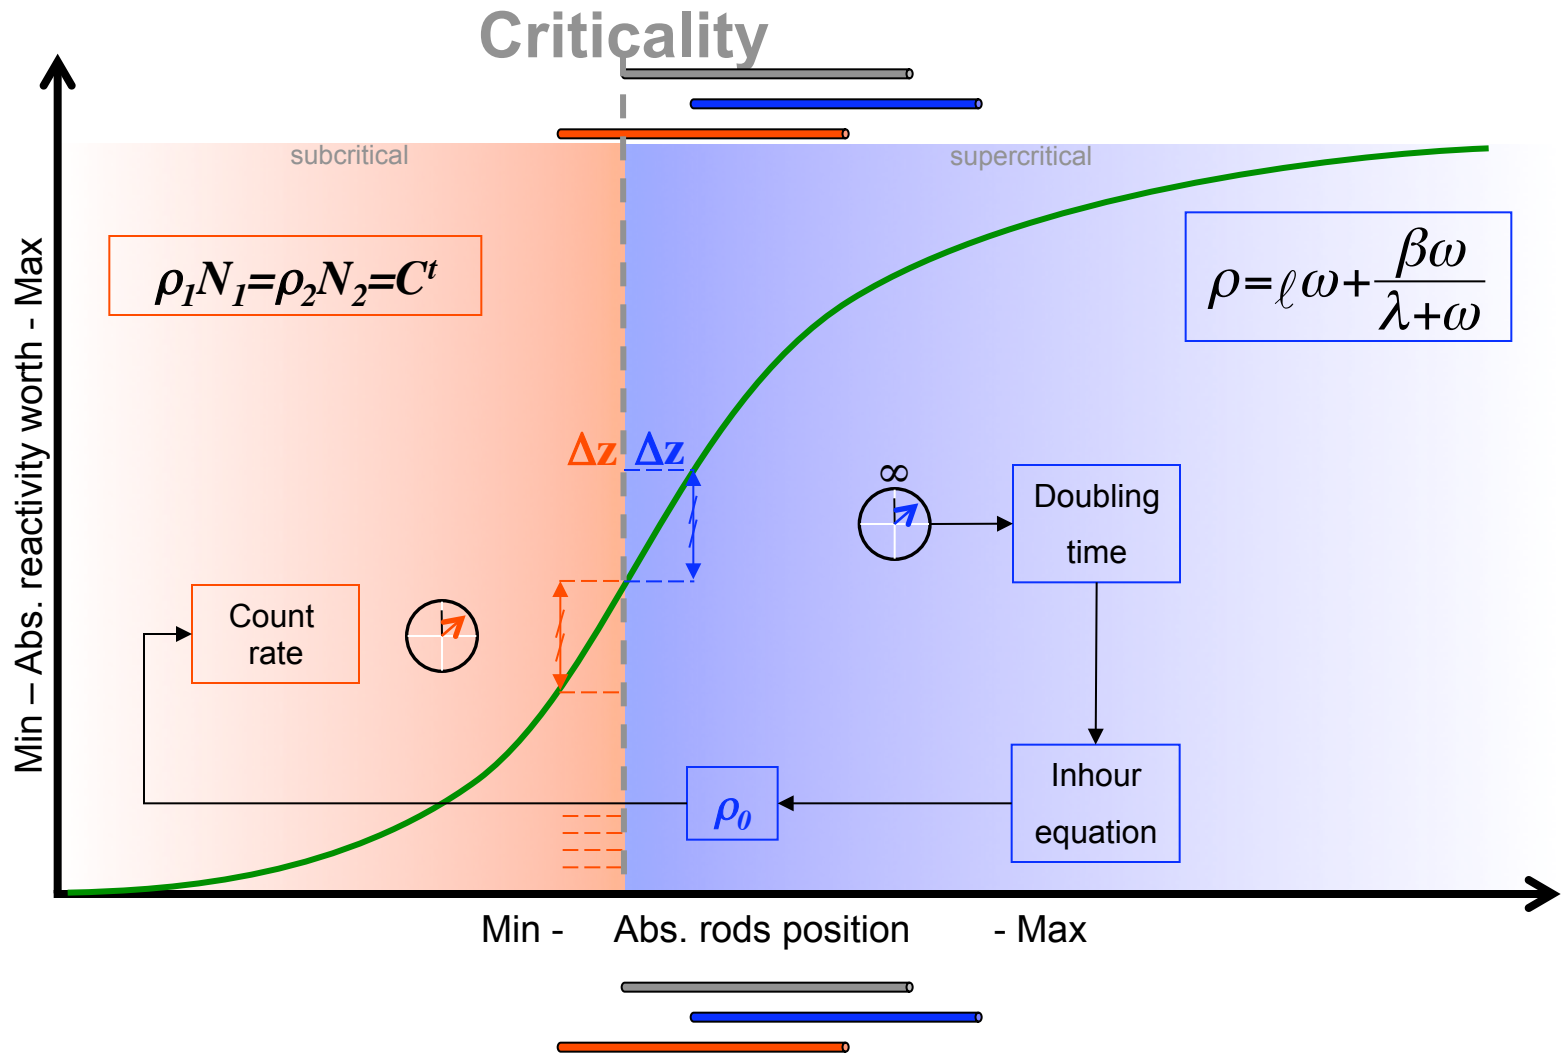 Criticality
subcritical
supercritical
ρ₁N₁=ρ₂N₂=Cᵗ
ρ=ℓω+βω/(λ+ω)
Min – Abs. reactivity worth - Max
Δz Δz
∞
Doubling
time
Count
rate
Inhour
equation
ρ₀
Min - Abs. rods position - Max